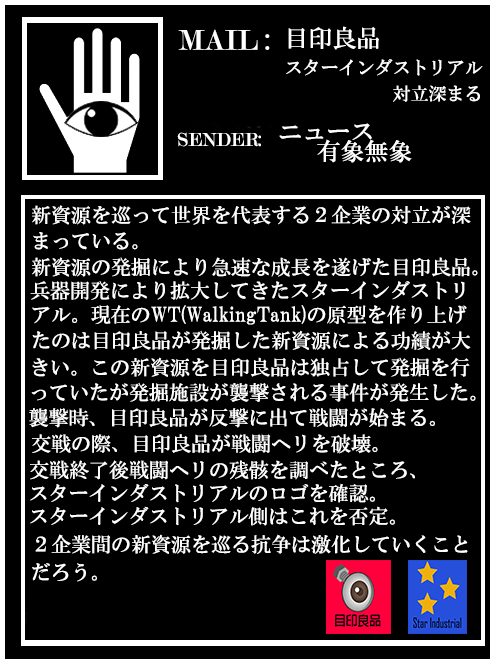 MAIL: 目印良品
スターインダストリアル
対立深まる
SENDER: ニュース
有象無象
新資源を巡って世界を代表する２企業の対立が深
まっている。
新資源の発掘により急速な成長を遂げた目印良品。
兵器開発により拡大してきたスターインダストリ
アル。現在のWT(WalkingTank)の原型を作り上げ
たのは目印良品が発掘した新資源による功績が大
きい。この新資源を目印良品は独占して発掘を行
っていたが発掘施設が襲撃される事件が発生した。
襲撃時、目印良品が反撃に出て戦闘が始まる。
交戦の際、目印良品が戦闘ヘリを破壊。
交戦終了後戦闘ヘリの残骸を調べたところ、
スターインダストリアルのロゴを確認。
スターインダストリアル側はこれを否定。
２企業間の新資源を巡る抗争は激化していくこと
だろう。
目印良品
Star Industrial